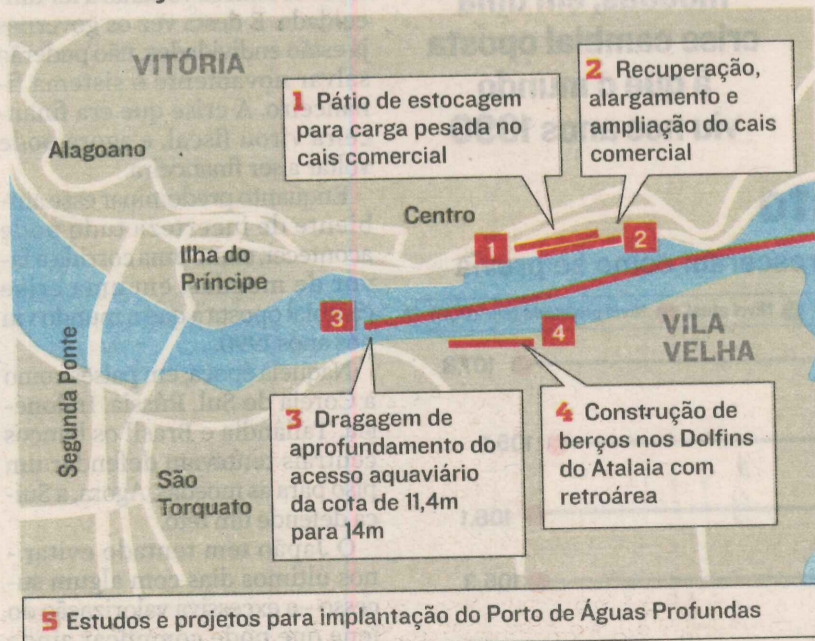 VITÓRIA
Alagoano
1 Pátio de estocagem
para carga pesada no
cais comercial
2 Recuperação,
alargamento e
ampliação do cais
comercial
Centro
1
2
Ilha do
Príncipe
3
4
VILA
VELHA
Segunda Ponte
3 Dragagem de
aprofundamento do
acesso aquaviário
da cota de 11,4m
para 14m
4 Construção de
berços nos Dolfins
do Atalaia com
retroárea
São
Torquato
5 Estudos e projetos para implantação do Porto de Águas Profundas